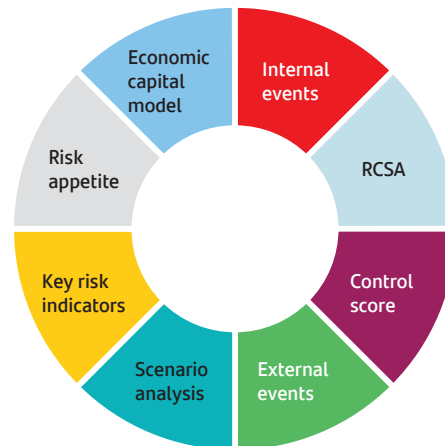 Economic
capital
model
Internal
events
RCSA
Control
score
External
events
Scenario
analysis
Key risk
indicators
Risk
appetite